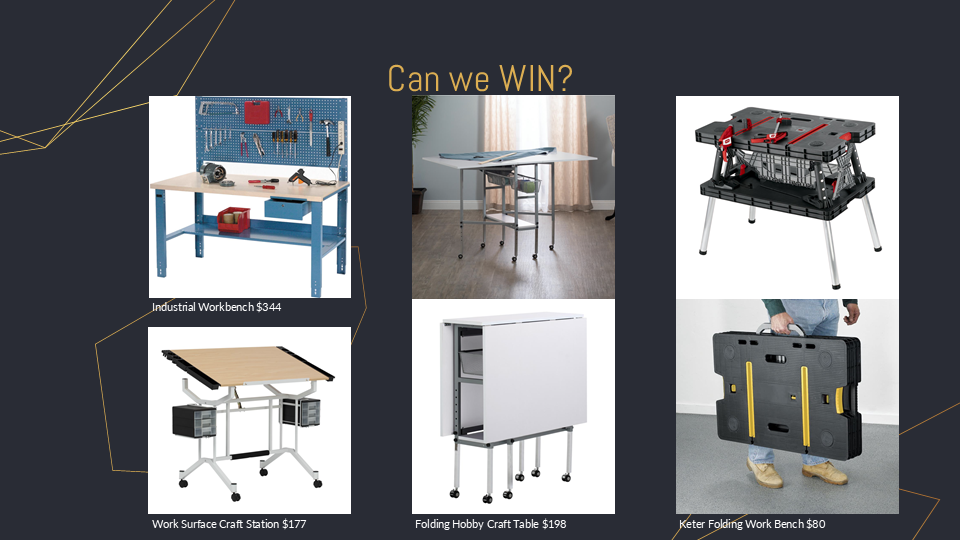 Can we WIN?
Industrial Workbench $344
Work Surface Craft Station $177
Folding Hobby Craft Table $198
Keter Folding Work Bench $80